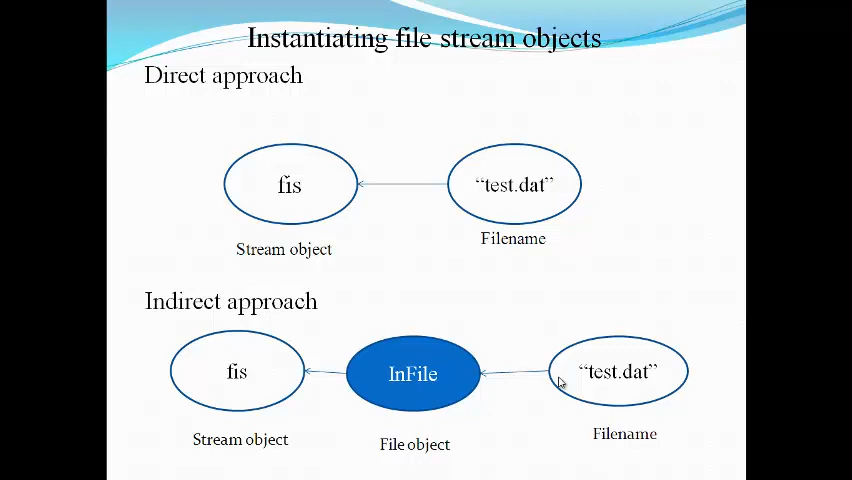 Instantiating file stream objects
Direct approach
fis
“test.dat”
Stream object
Filename
Indirect approach
fis
InFile
“test.dat”
Stream object
File object
Filename